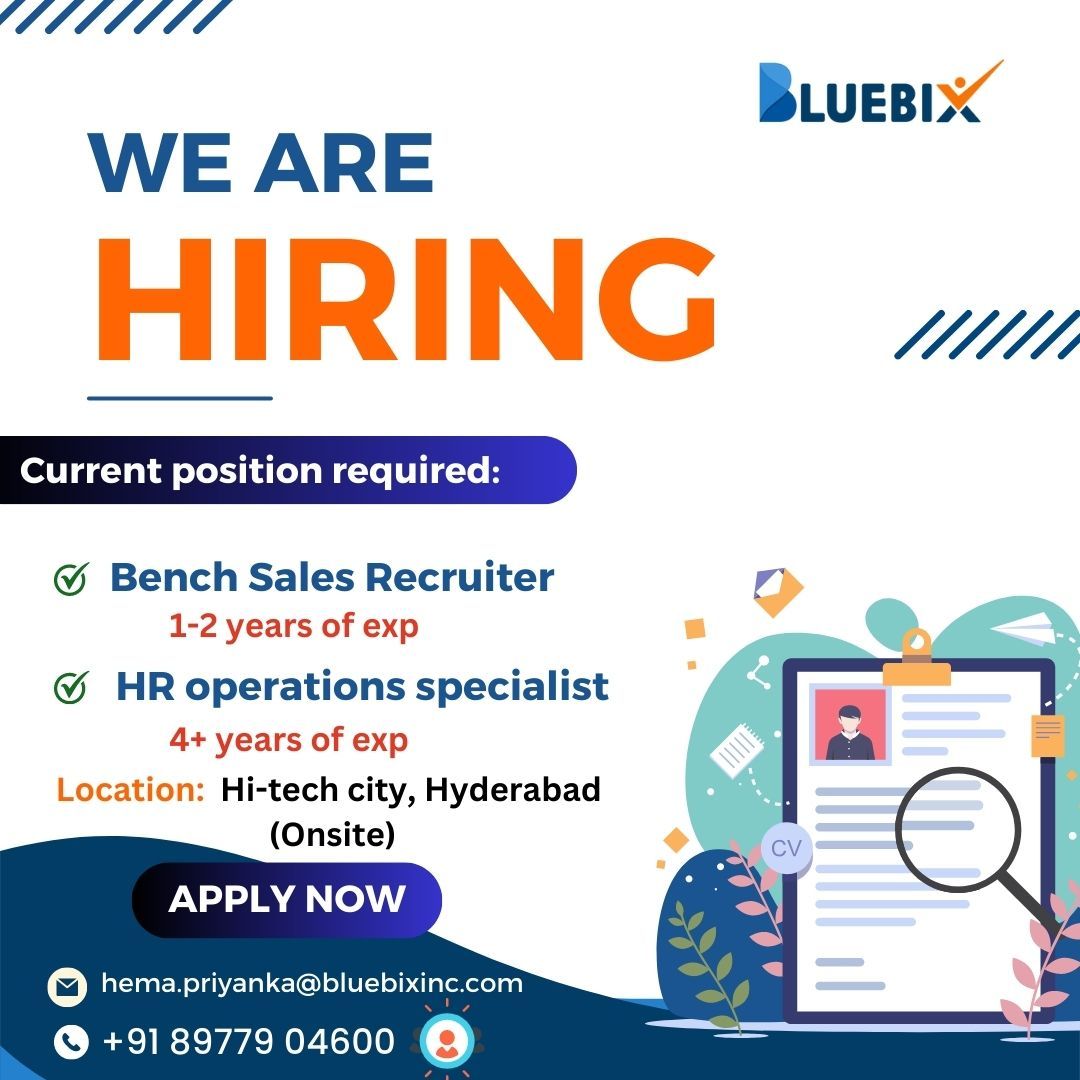 BLUEBIX
WE ARE
HIRING
Current position required:
Bench Sales Recruiter
1-2 years of exp
HR operations specialist
4+ years of exp
Location: Hi-tech city, Hyderabad
(Onsite)
CV
APPLY NOW
hema.priyanka@bluebixinc.com
+91 89779 04600